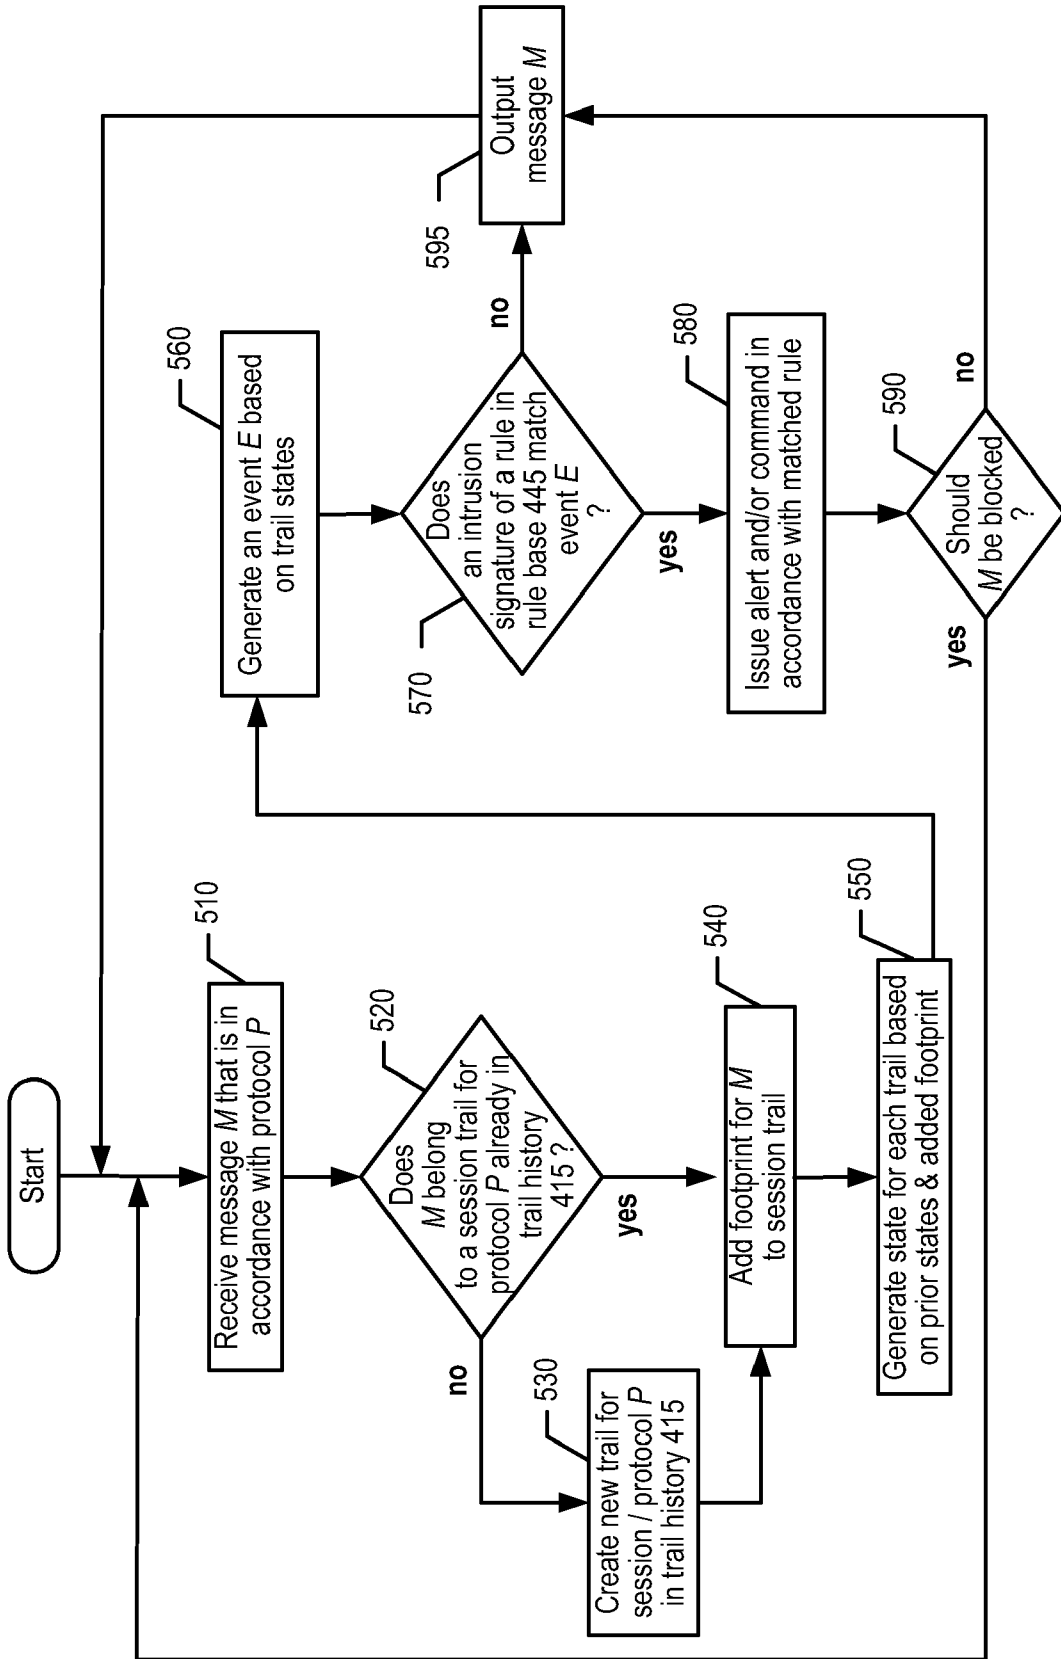 Start
510
Receive message M that is in
accordance with protocol P
520
Does
M belong
to a session trail for
protocol P already in
trail history
415 ?
no
yes
530
Create new trail for
session / protocol P
in trail history 415
540
Add footprint for M
to session trail
550
Generate state for each trail based
on prior states & added footprint
560
Generate an event E based
on trail states
570
Does
an intrusion
signature of a rule in
rule base 445 match
event E
?
no
yes
595
Output
message M
580
Issue alert and/or command in
accordance with matched rule
590
Should
M be blocked
?
yes
no